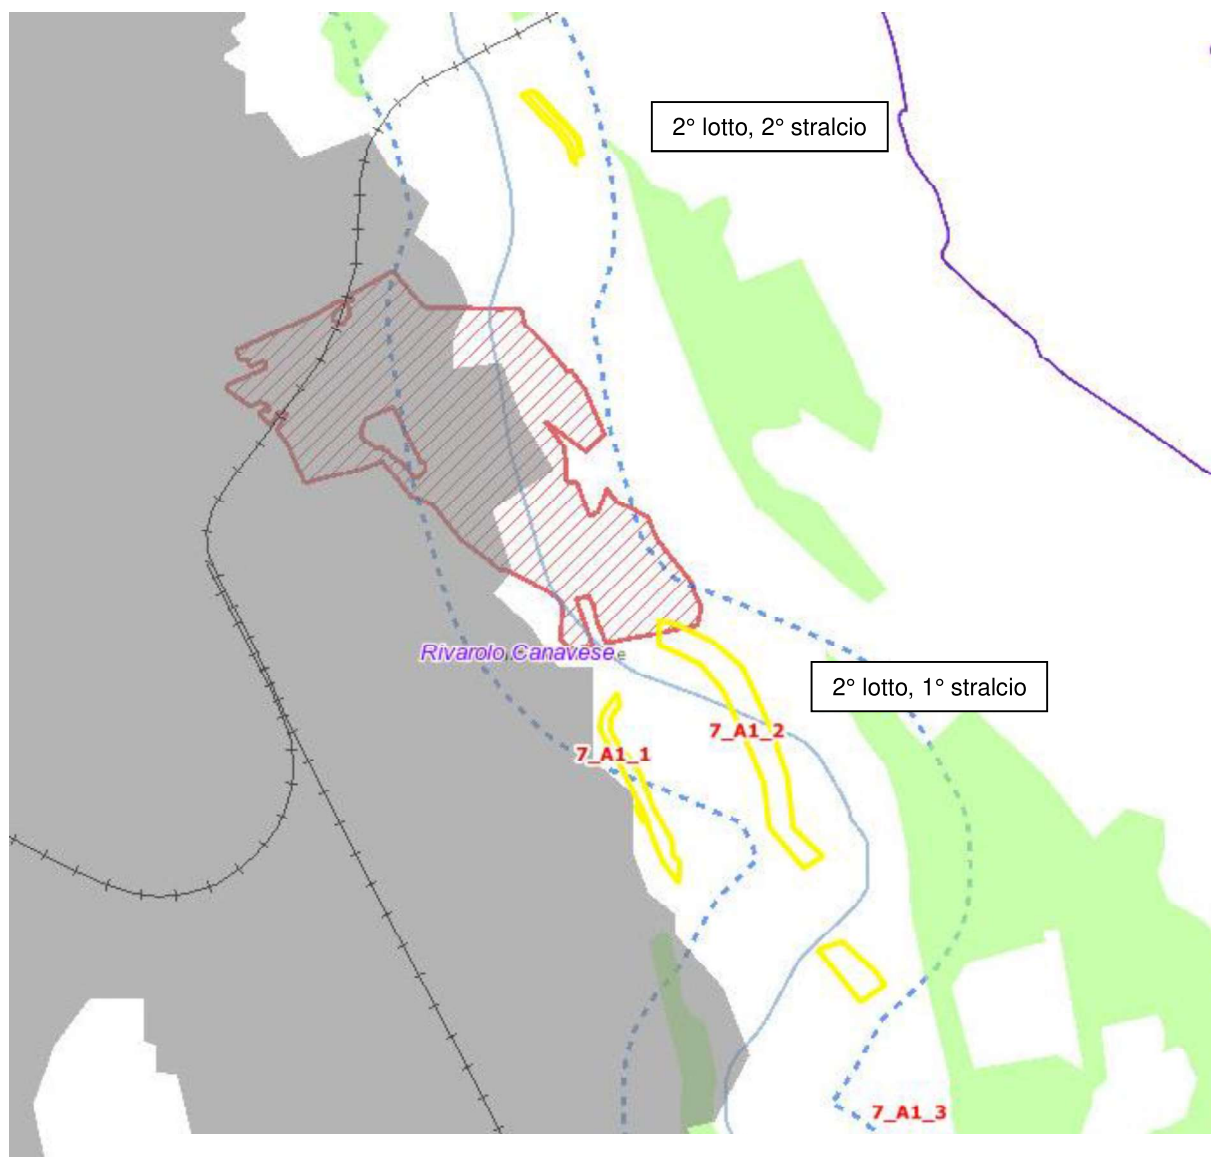 2° lotto, 2° stralcio
Rivarolo Canavese
2° lotto, 1° stralcio
7_A1_2
7_A1_1
7_A1_3